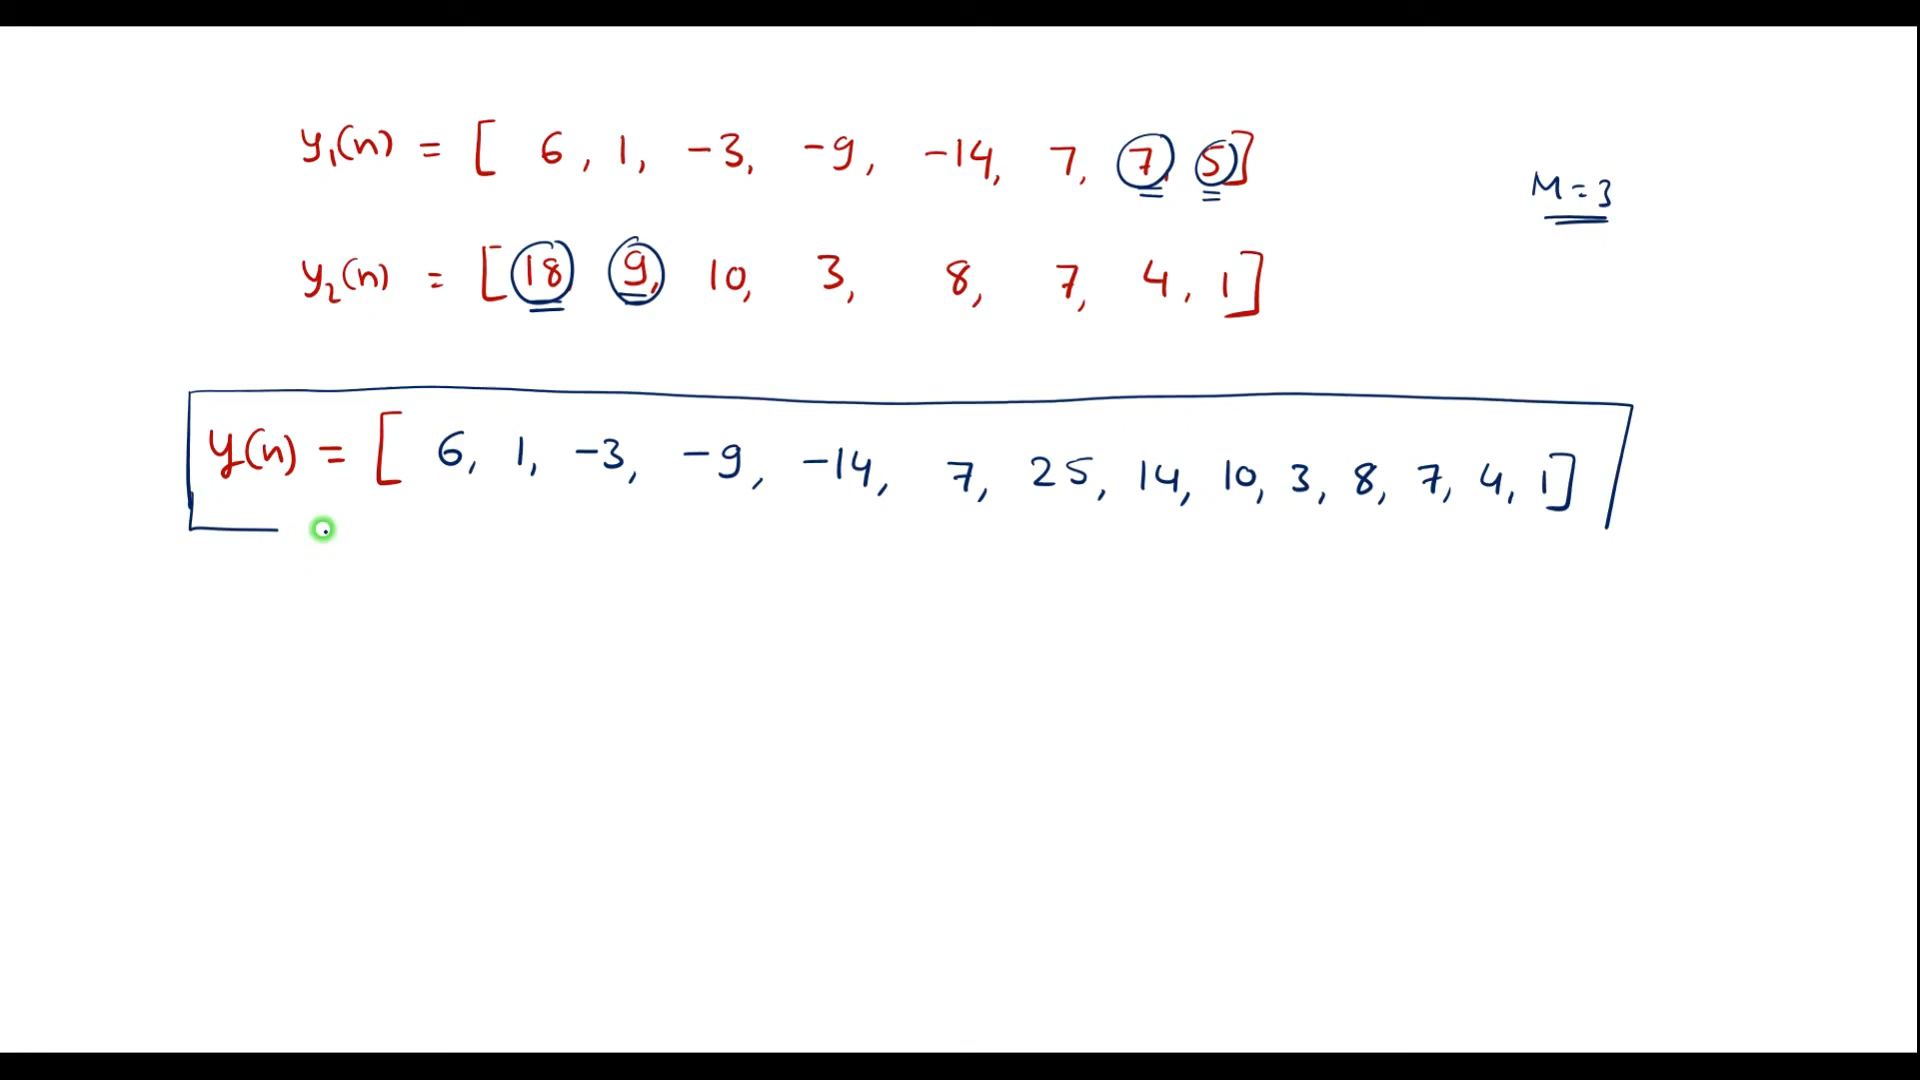 y₁(n) = [ 6, 1, -3, -9, -14, 7, 7, 5]
M = 3
y₂(n) = [18 9, 10, 3, 8, 7, 4, 1]
y(n) = [ 6, 1, -3, -9, -14, 7, 25, 14, 10, 3, 8, 7, 4, 1]